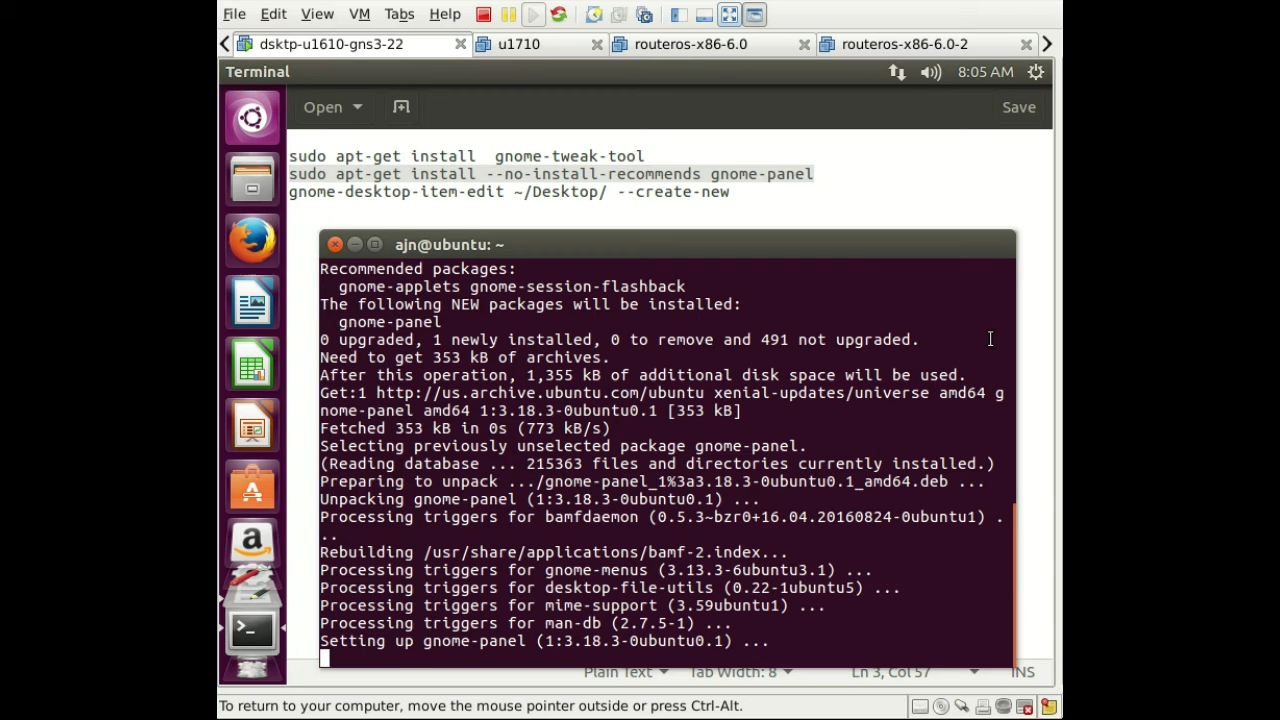 File Edit View VM Tabs Help
dsktp-u1610-gns3-22 u1710 routeros-x86-6.0 routeros-x86-6.0-2
Terminal 8:05 AM
Open Save
sudo apt-get install  gnome-tweak-tool
sudo apt-get install --no-install-recommends gnome-panel
gnome-desktop-item-edit ~/Desktop/ --create-new
ajn@ubuntu: ~
Recommended packages:
  gnome-applets gnome-session-flashback
The following NEW packages will be installed:
  gnome-panel
0 upgraded, 1 newly installed, 0 to remove and 491 not upgraded.
Need to get 353 kB of archives.
After this operation, 1,355 kB of additional disk space will be used.
Get:1 http://us.archive.ubuntu.com/ubuntu xenial-updates/universe amd64 g
nome-panel amd64 1:3.18.3-0ubuntu0.1 [353 kB]
Fetched 353 kB in 0s (773 kB/s)
Selecting previously unselected package gnome-panel.
(Reading database ... 215363 files and directories currently installed.)
Preparing to unpack .../gnome-panel_1%3a3.18.3-0ubuntu0.1_amd64.deb ...
Unpacking gnome-panel (1:3.18.3-0ubuntu0.1) ...
Processing triggers for bamfdaemon (0.5.3~bzr0+16.04.20160824-0ubuntu1) .
..
Rebuilding /usr/share/applications/bamf-2.index...
Processing triggers for gnome-menus (3.13.3-6ubuntu3.1) ...
Processing triggers for desktop-file-utils (0.22-1ubuntu5) ...
Processing triggers for mime-support (3.59ubuntu1) ...
Processing triggers for man-db (2.7.5-1) ...
Setting up gnome-panel (1:3.18.3-0ubuntu0.1) ...
Plain Text Tab Width: 8 Ln 3, Col 57 INS
To return to your computer, move the mouse pointer outside or press Ctrl-Alt.